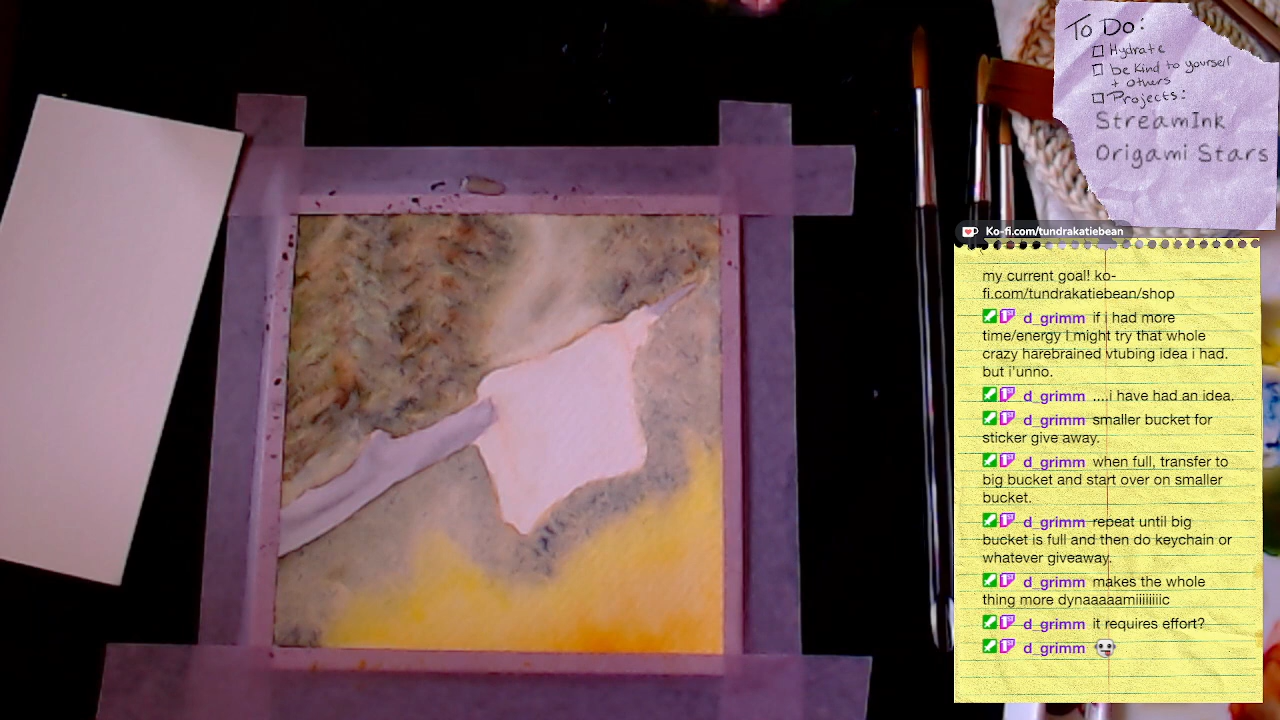 To Do:
Hydrate
be kind to yourself
+ others
Projects:
StreamInk
Origami Stars
Ko-fi.com/tundrakatiebean
my current goal! ko-
fi.com/tundrakatiebean/shop
d_grimm if i had more
time/energy I might try that whole
crazy harebrained vtubing idea i had.
but i'unno.
d_grimm ....i have had an idea.
d_grimm smaller bucket for
sticker give away.
d_grimm when full, transfer to
big bucket and start over on smaller
bucket.
d_grimm repeat until big
bucket is full and then do keychain or
whatever giveaway.
d_grimm makes the whole
thing more dynaaaaamiiiiiiiic
d_grimm it requires effort?
d_grimm